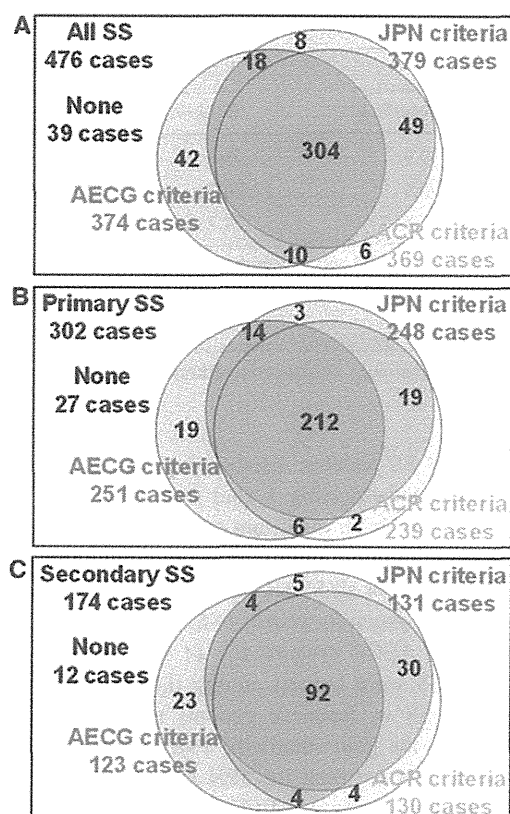 A
All SS
476 cases
8
JPN criteria
379 cases
18
None
39 cases
49
42
304
AECG criteria
374 cases
10
6
ACR criteria
369 cases
B
Primary SS
302 cases
3
JPN criteria
248 cases
14
None
27 cases
19
19
212
AECG criteria
251 cases
6
2
ACR criteria
239 cases
C
Secondary SS
174 cases
5
JPN criteria
131 cases
4
None
12 cases
30
23
92
AECG criteria
123 cases
4
4
ACR criteria
130 cases